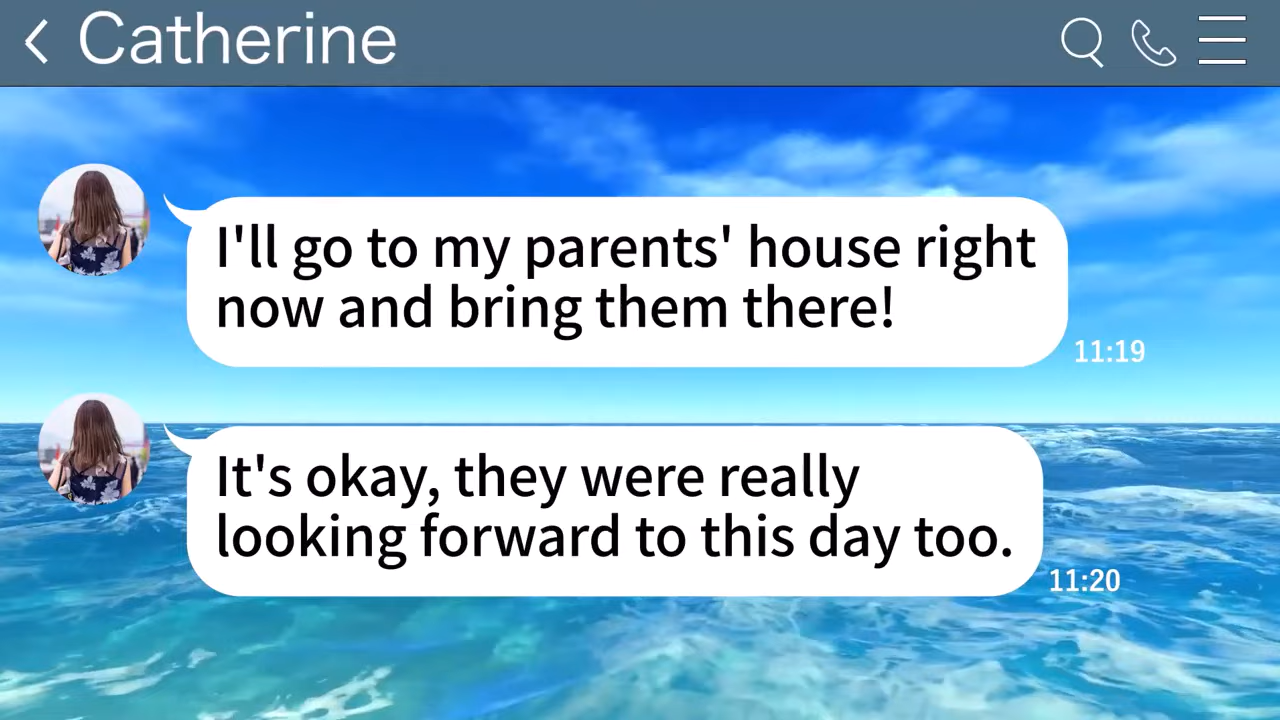 Catherine
I'll go to my parents' house right
now and bring them there!
11:19
It's okay, they were really
looking forward to this day too.
11:20